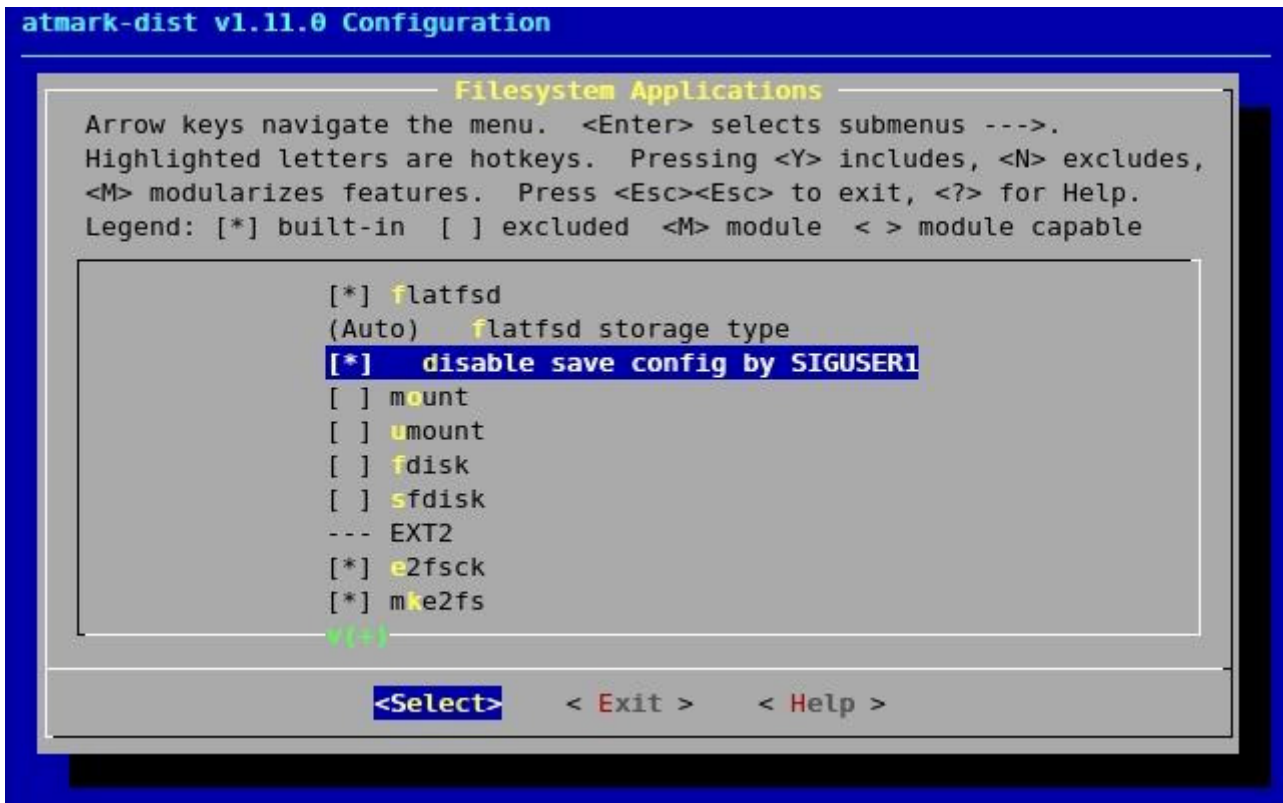 atmark-dist v1.11.0 Configuration
Filesystem Applications
Arrow keys navigate the menu.  <Enter> selects submenus --->.
Highlighted letters are hotkeys.  Pressing <Y> includes, <N> excludes,
<M> modularizes features.  Press <Esc><Esc> to exit, <?> for Help.
Legend: [*] built-in  [ ] excluded  <M> module  < > module capable
[*] flatfsd
(Auto)   flatfsd storage type
[*]   disable save config by SIGUSER1
[ ] mount
[ ] umount
[ ] fdisk
[ ] sfdisk
--- EXT2
[*] e2fsck
[*] mke2fs
v(+)
<Select>    < Exit >    < Help >